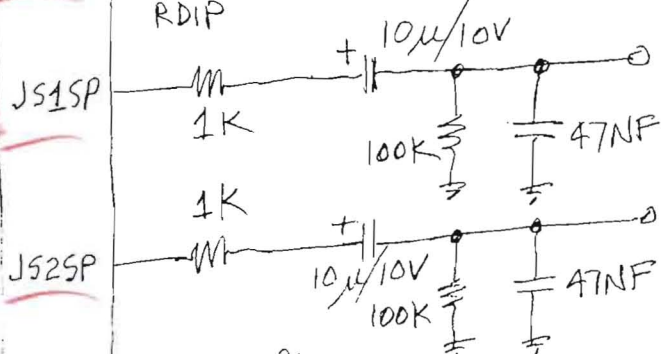 RDIP
10µ/10V
+
JS1SP
1K
100K
47NF
1K
+
JS2SP
10µ/10V
47NF
100K